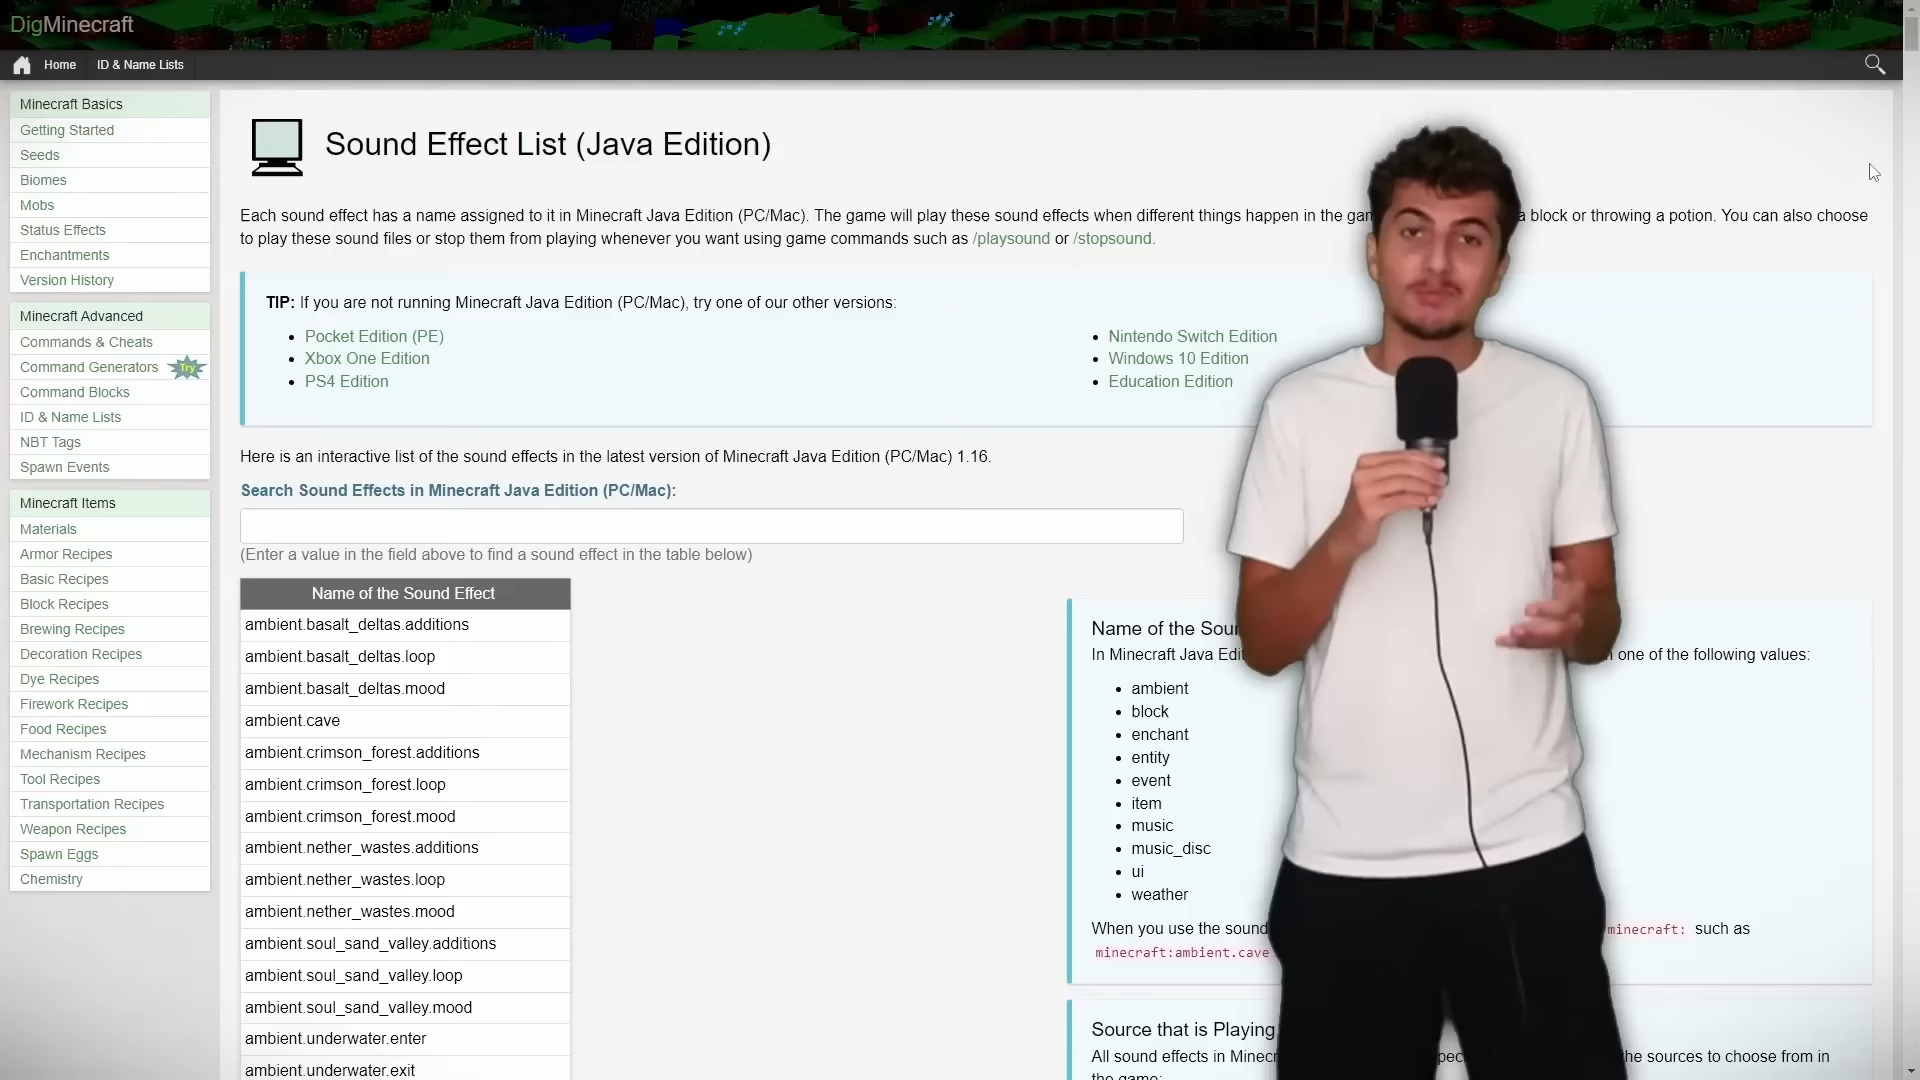 DigMinecraft
Home
ID & Name Lists
Minecraft Basics
Getting Started
Seeds
Biomes
Mobs
Status Effects
Enchantments
Version History
Minecraft Advanced
Commands & Cheats
Command Generators Try
Command Blocks
ID & Name Lists
NBT Tags
Spawn Events
Minecraft Items
Materials
Armor Recipes
Basic Recipes
Block Recipes
Brewing Recipes
Decoration Recipes
Dye Recipes
Firework Recipes
Food Recipes
Mechanism Recipes
Tool Recipes
Transportation Recipes
Weapon Recipes
Spawn Eggs
Chemistry
Sound Effect List (Java Edition)
Each sound effect has a name assigned to it in Minecraft Java Edition (PC/Mac). The game will play these sound effects when different things happen in the a block or throwing a potion. You can also choose
to play these sound files or stop them from playing whenever you want using game commands such as /playsound or /stopsound.
TIP: If you are not running Minecraft Java Edition (PC/Mac), try one of our other versions:
Pocket Edition (PE)
Xbox One Edition
PS4 Edition
Nintendo Switch Edition
Windows 10 Edition
Education Edition
Here is an interactive list of the sound effects in the latest version of Minecraft Java Edition (PC/Mac) 1.16.
Search Sound Effects in Minecraft Java Edition (PC/Mac):
(Enter a value in the field above to find a sound effect in the table below)
Name of the Sound Effect
ambient.basalt_deltas.additions
ambient.basalt_deltas.loop
ambient.basalt_deltas.mood
ambient.cave
ambient.crimson_forest.additions
ambient.crimson_forest.loop
ambient.crimson_forest.mood
ambient.nether_wastes.additions
ambient.nether_wastes.loop
ambient.nether_wastes.mood
ambient.soul_sand_valley.additions
ambient.soul_sand_valley.loop
ambient.soul_sand_valley.mood
ambient.underwater.enter
ambient.underwater.exit
Name of the
In Minecraft Java one of the following values:
ambient
block
enchant
entity
event
item
music
music_disc
ui
weather
When you use the sound minecraft: such as
minecraft:ambient.cave
Source that is Playing
All sound effects in the sources to choose from in
the game: